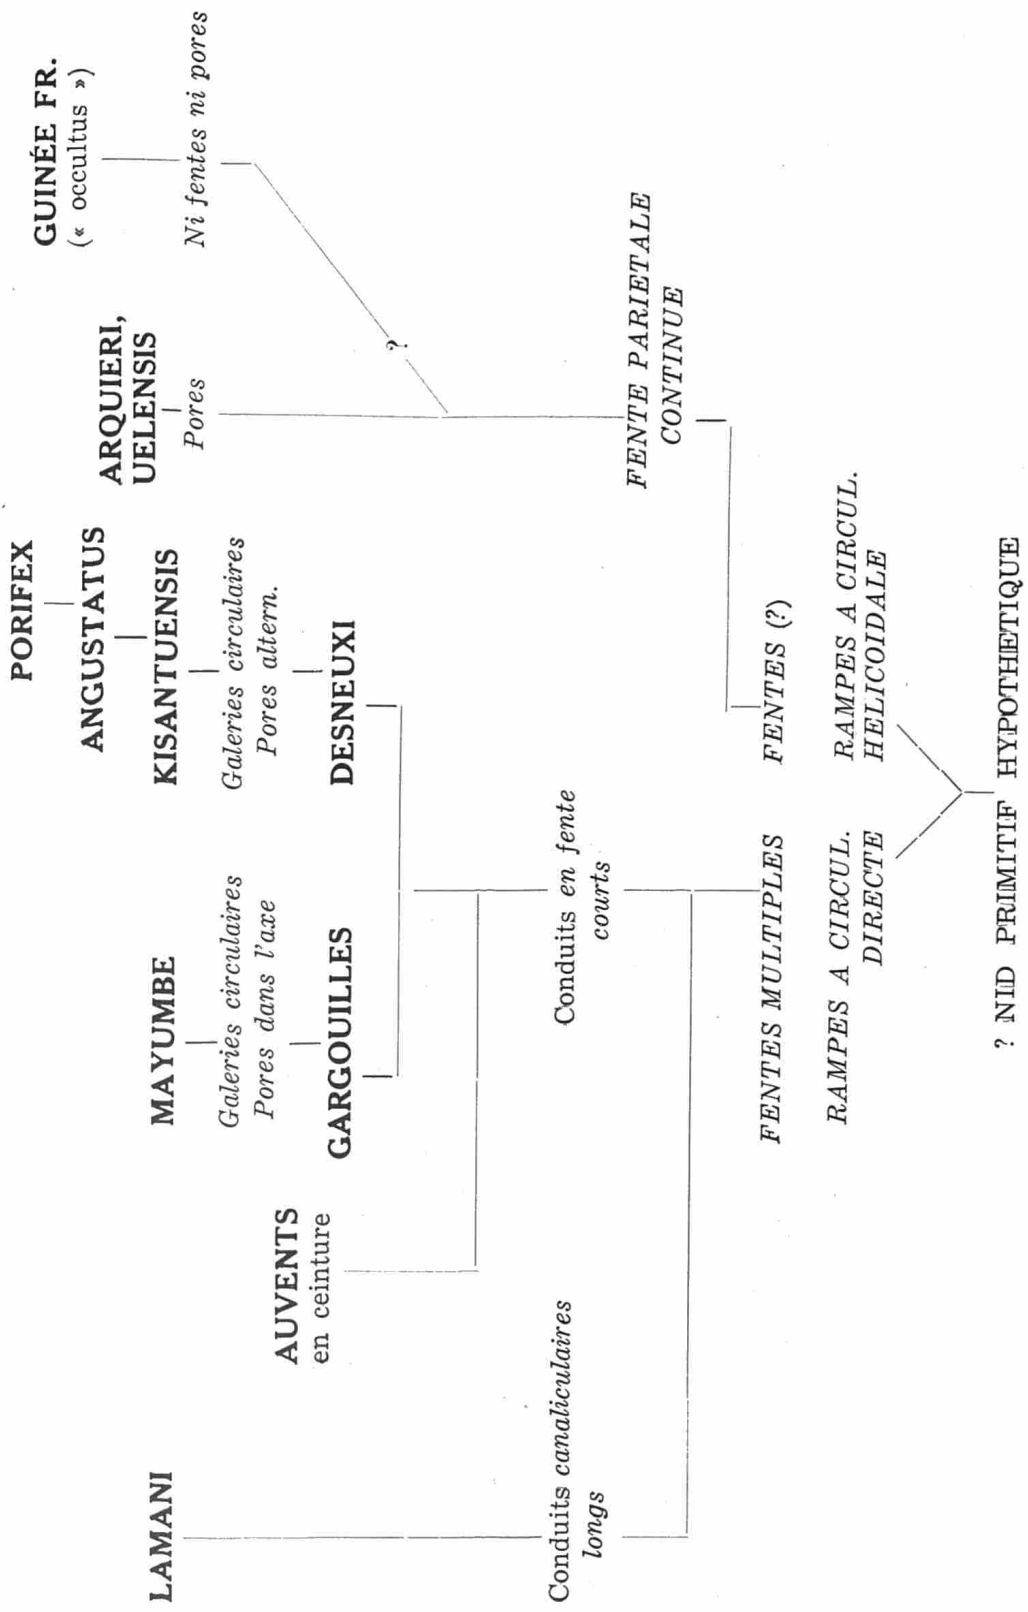 PORIFEX
ANGUSTATUS
KISANTUENSIS
Galeries circulaires
Pores altern.
DESNEUXI
GUINÉE FR.
(« occultus »)
Ni fentes ni pores
ARQUIERI,
UELENSIS
Pores
?
MAYUMBE
Galeries circulaires
Pores dans l'axe
GARGOUILLES
LAMANI
AUVENTS
en ceinture
Conduits canaliculaires
longs
Conduits en fente
courts
FENTE PARIETALE
CONTINUE
FENTES MULTIPLES
FENTES (?)
RAMPES A CIRCUL.
DIRECTE
RAMPES A CIRCUL.
HELICOIDALE
? NID PRIMITIF HYPOTHETIQUE